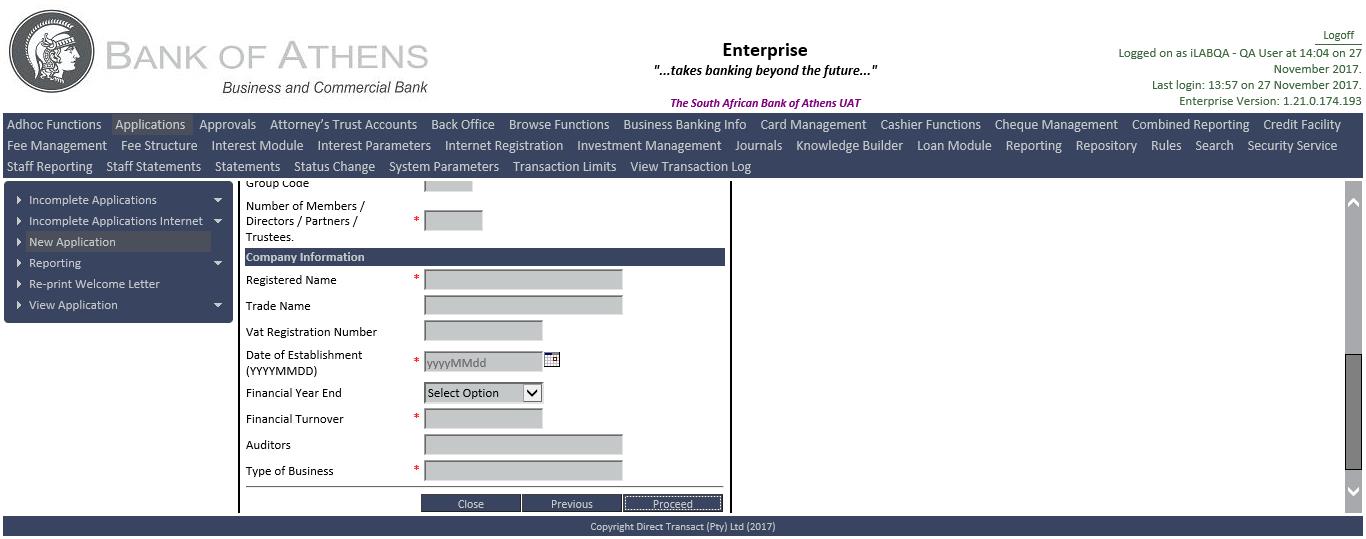 BANK OF ATHENS
Business and Commercial Bank
Enterprise
"...takes banking beyond the future..."
The South African Bank of Athens UAT
Logoff
Logged on as iLABQA - QA User at 14:04 on 27
November 2017.
Last login: 13:57 on 27 November 2017.
Enterprise Version: 1.21.0.174.193
Adhoc Functions Applications Approvals Attorney's Trust Accounts Back Office Browse Functions Business Banking Info Card Management Cashier Functions Cheque Management Combined Reporting Credit Facility
Fee Management Fee Structure Interest Module Interest Parameters Internet Registration Investment Management Journals Knowledge Builder Loan Module Reporting Repository Rules Search Security Service
Staff Reporting Staff Statements Statements Status Change System Parameters Transaction Limits View Transaction Log
Incomplete Applications
Incomplete Applications Internet
New Application
Reporting
Re-print Welcome Letter
View Application
Group Code
Number of Members /
Directors / Partners / *
Trustees.
Company Information
Registered Name *
Trade Name
Vat Registration Number
Date of Establishment
(YYYYMMDD) * yyyyMMdd
Financial Year End Select Option
Financial Turnover *
Auditors
Type of Business *
Close Previous Proceed
Copyright Direct Transact (Pty) Ltd (2017)